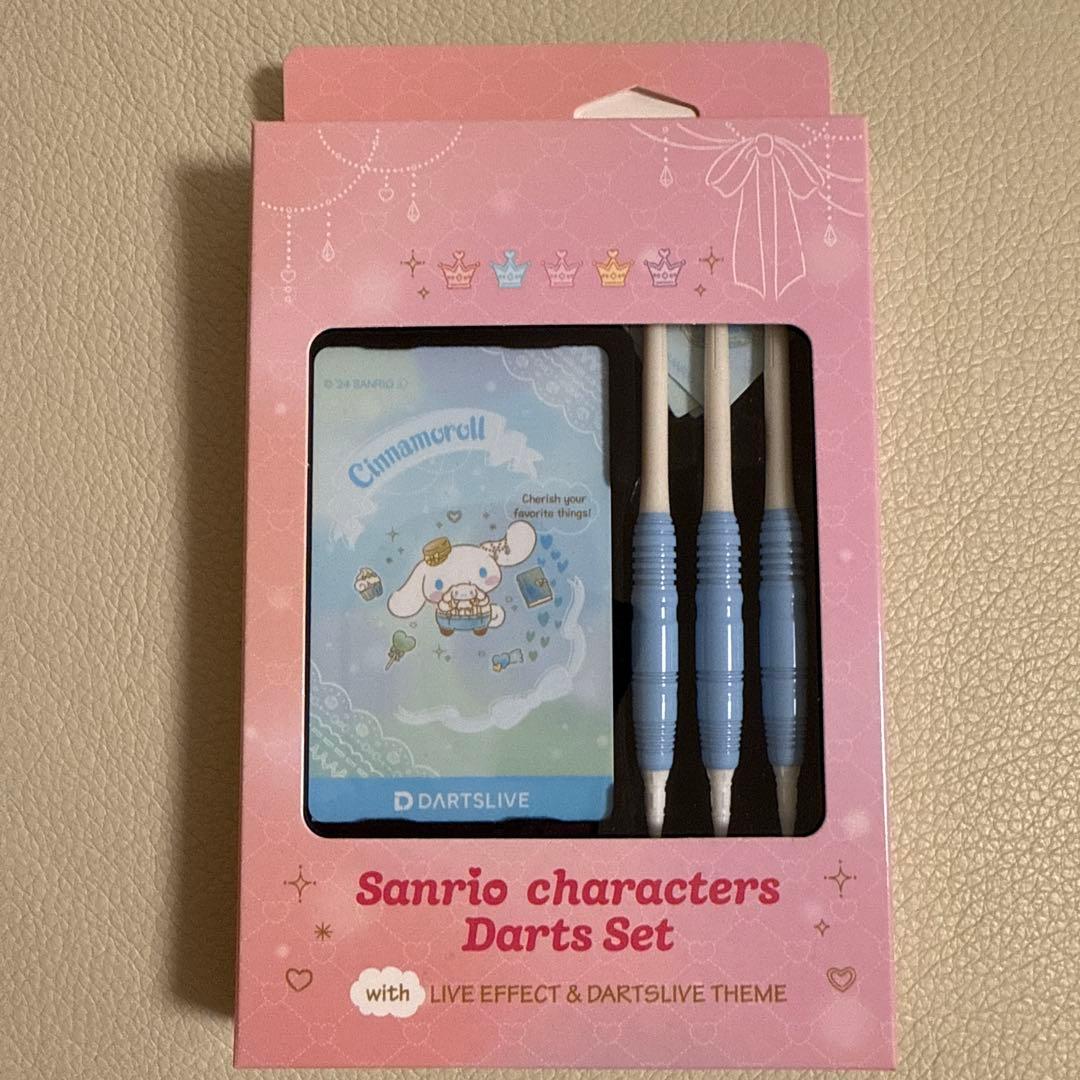 © '24 SANRIO
Cinnamoroll
Cherish your
favorite things!
DARTSLIVE
Sanrio characters
Darts Set
with LIVE EFFECT & DARTSLIVE THEME